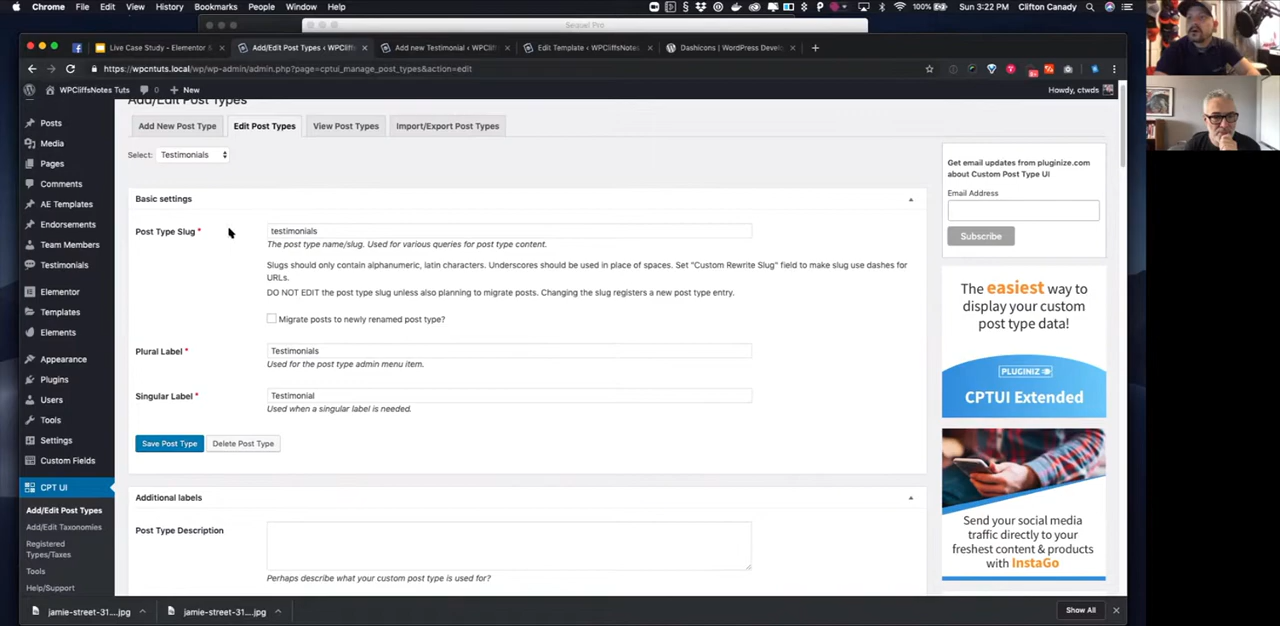 Chrome File Edit View History Bookmarks People Window Help 100% Sun 3:22 PM Clifton Canady
Sequel Pro
Live Case Study - Elementor Add/Edit Post Types ‹ WPCliffs Add new Testimonial ‹ WPCliff Edit Template ‹ WPCliffsNotes Dashicons | WordPress Develo
https://wpcntuts.local/wp/wp-admin/admin.php?page=cptui_manage_post_types&action=edit
WPCliffsNotes Tuts 0 New Howdy, ctwds
Add/Edit Post Types
Posts
Media
Pages
Comments
AE Templates
Endorsements
Team Members
Testimonials
Elementor
Templates
Elements
Appearance
Plugins
Users
Tools
Settings
Custom Fields
CPT UI
Add/Edit Post Types
Add/Edit Taxonomies
Registered
Types/Taxes
Tools
Help/Support
Add New Post Type Edit Post Types View Post Types Import/Export Post Types
Select: Testimonials
Basic settings
Post Type Slug * testimonials
The post type name/slug. Used for various queries for post type content.
Slugs should only contain alphanumeric, latin characters. Underscores should be used in place of spaces. Set "Custom Rewrite Slug" field to make slug use dashes for
URLs.
DO NOT EDIT the post type slug unless also planning to migrate posts. Changing the slug registers a new post type entry.
Migrate posts to newly renamed post type?
Plural Label * Testimonials
Used for the post type admin menu item.
Singular Label * Testimonial
Used when a singular label is needed.
Save Post Type Delete Post Type
Additional labels
Post Type Description
Perhaps describe what your custom post type is used for?
Get email updates from pluginize.com
about Custom Post Type UI
Email Address
Subscribe
The easiest way to
display your custom
post type data!
PLUGINIZ
CPTUI Extended
Send your social media
traffic directly to your
freshest content & products
with InstaGo
jamie-street-31....jpg jamie-street-31....jpg Show All